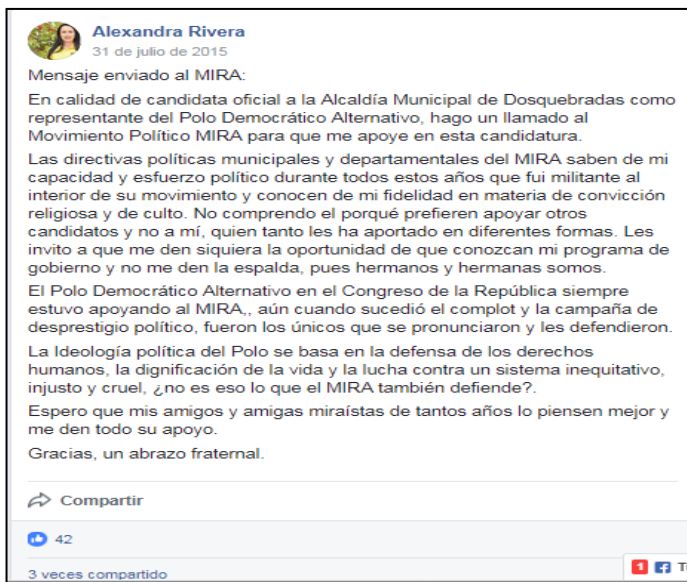 Alexandra Rivera
31 de julio de 2015
Mensaje enviado al MIRA:
En calidad de candidata oficial a la Alcaldía Municipal de Dosquebradas como
representante del Polo Democrático Alternativo, hago un llamado al
Movimiento Político MIRA para que me apoye en esta candidatura.
Las directivas políticas municipales y departamentales del MIRA saben de mi
capacidad y esfuerzo político durante todos estos años que fui militante al
interior de su movimiento y conocen de mi fidelidad en materia de convicción
religiosa y de culto. No comprendo el porqué prefieren apoyar otros
candidatos y no a mí, quien tanto les ha aportado en diferentes formas. Les
invito a que me den siquiera la oportunidad de que conozcan mi programa de
gobierno y no me den la espalda, pues hermanos y hermanas somos.
El Polo Democrático Alternativo en el Congreso de la República siempre
estuvo apoyando al MIRA,, aún cuando sucedió el complot y la campaña de
desprestigio político, fueron los únicos que se pronunciaron y les defendieron.
La Ideología política del Polo se basa en la defensa de los derechos
humanos, la dignificación de la vida y la lucha contra un sistema inequitativo,
injusto y cruel, ¿no es eso lo que el MIRA también defiende?.
Espero que mis amigos y amigas miraístas de tantos años lo piensen mejor y
me den todo su apoyo.
Gracias, un abrazo fraternal.
Compartir
42
3 veces compartido
1